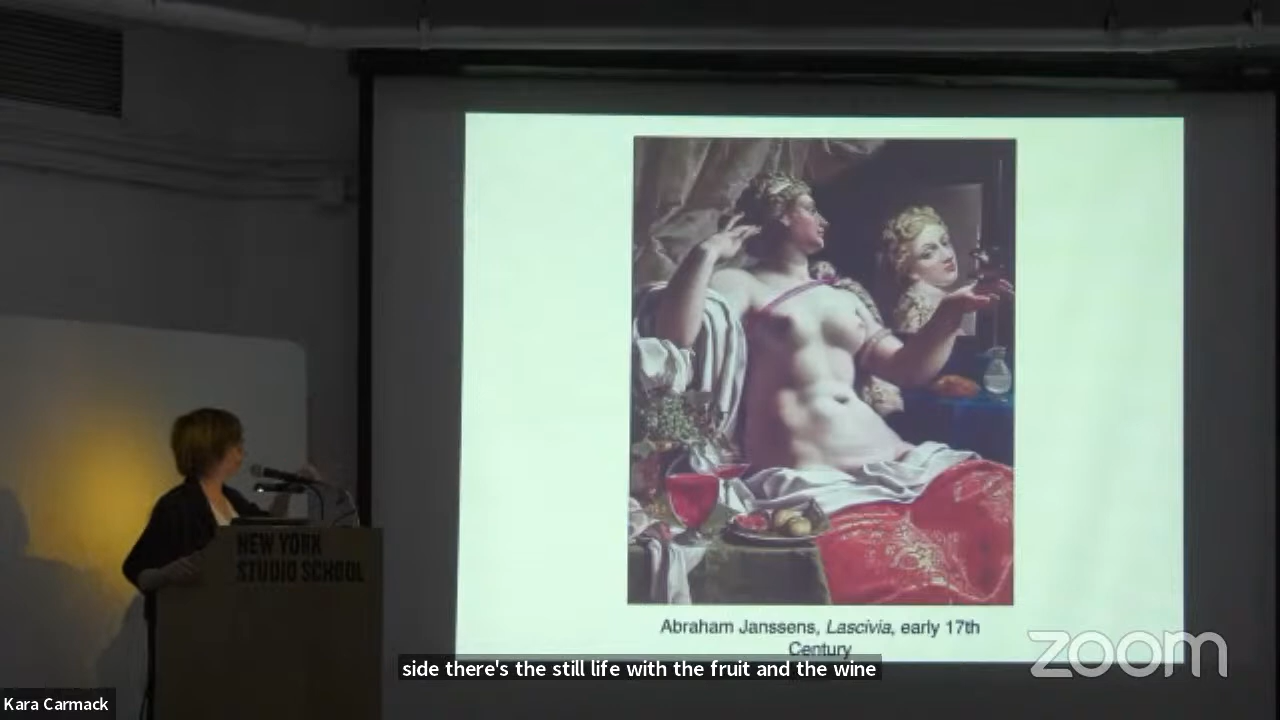 NEW YORK
STUDIO SCHOOL
Abraham Janssens, Lascivia, early 17th
Century
side there's the still life with the fruit and the wine
zoom
Kara Carmack